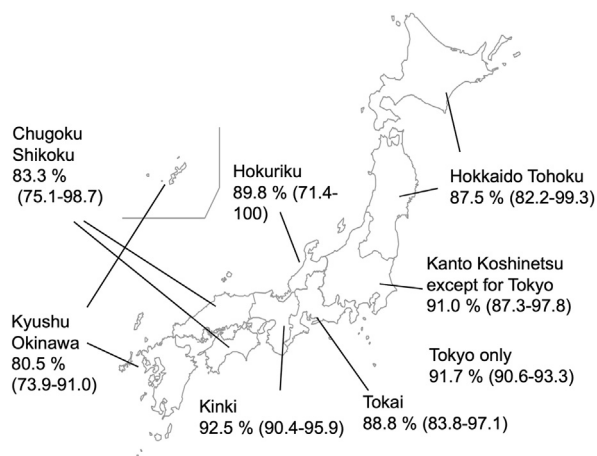 Chugoku
Shikoku
83.3 %
(75.1-98.7)
Hokuriku
89.8 % (71.4-
100)
Hokkaido Tohoku
87.5 % (82.2-99.3)
Kanto Koshinetsu
except for Tokyo
91.0 % (87.3-97.8)
Kyushu
Okinawa
80.5 %
(73.9-91.0)
Tokyo only
91.7 % (90.6-93.3)
Kinki
92.5 % (90.4-95.9)
Tokai
88.8 % (83.8-97.1)